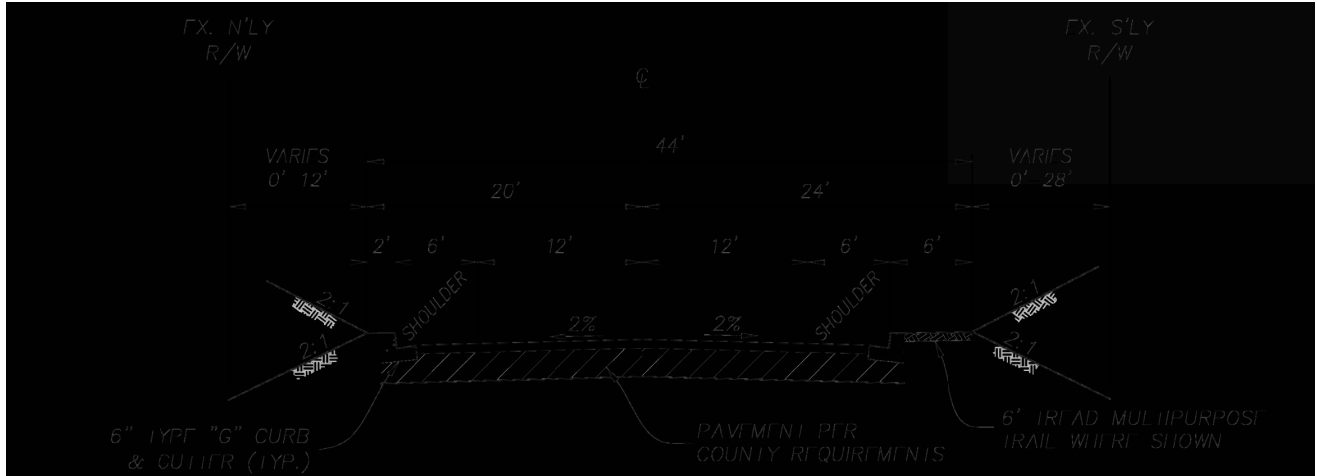 EX. N'LY
R/W
EX. S'LY
R/W
℄
44'
VARIES
0' 12'
VARIES
0'-28'
20'
24'
2'
6'
12'
12'
6'
6'
SHOULDER
SHOULDER
2:1
2:1
2%
2%
2:1
2:1
6" TYPE "G" CURB
& GUTTER (TYP.)
PAVEMENT PER
COUNTY REQUIREMENTS
6' TREAD MULTIPURPOSE
TRAIL WHERE SHOWN